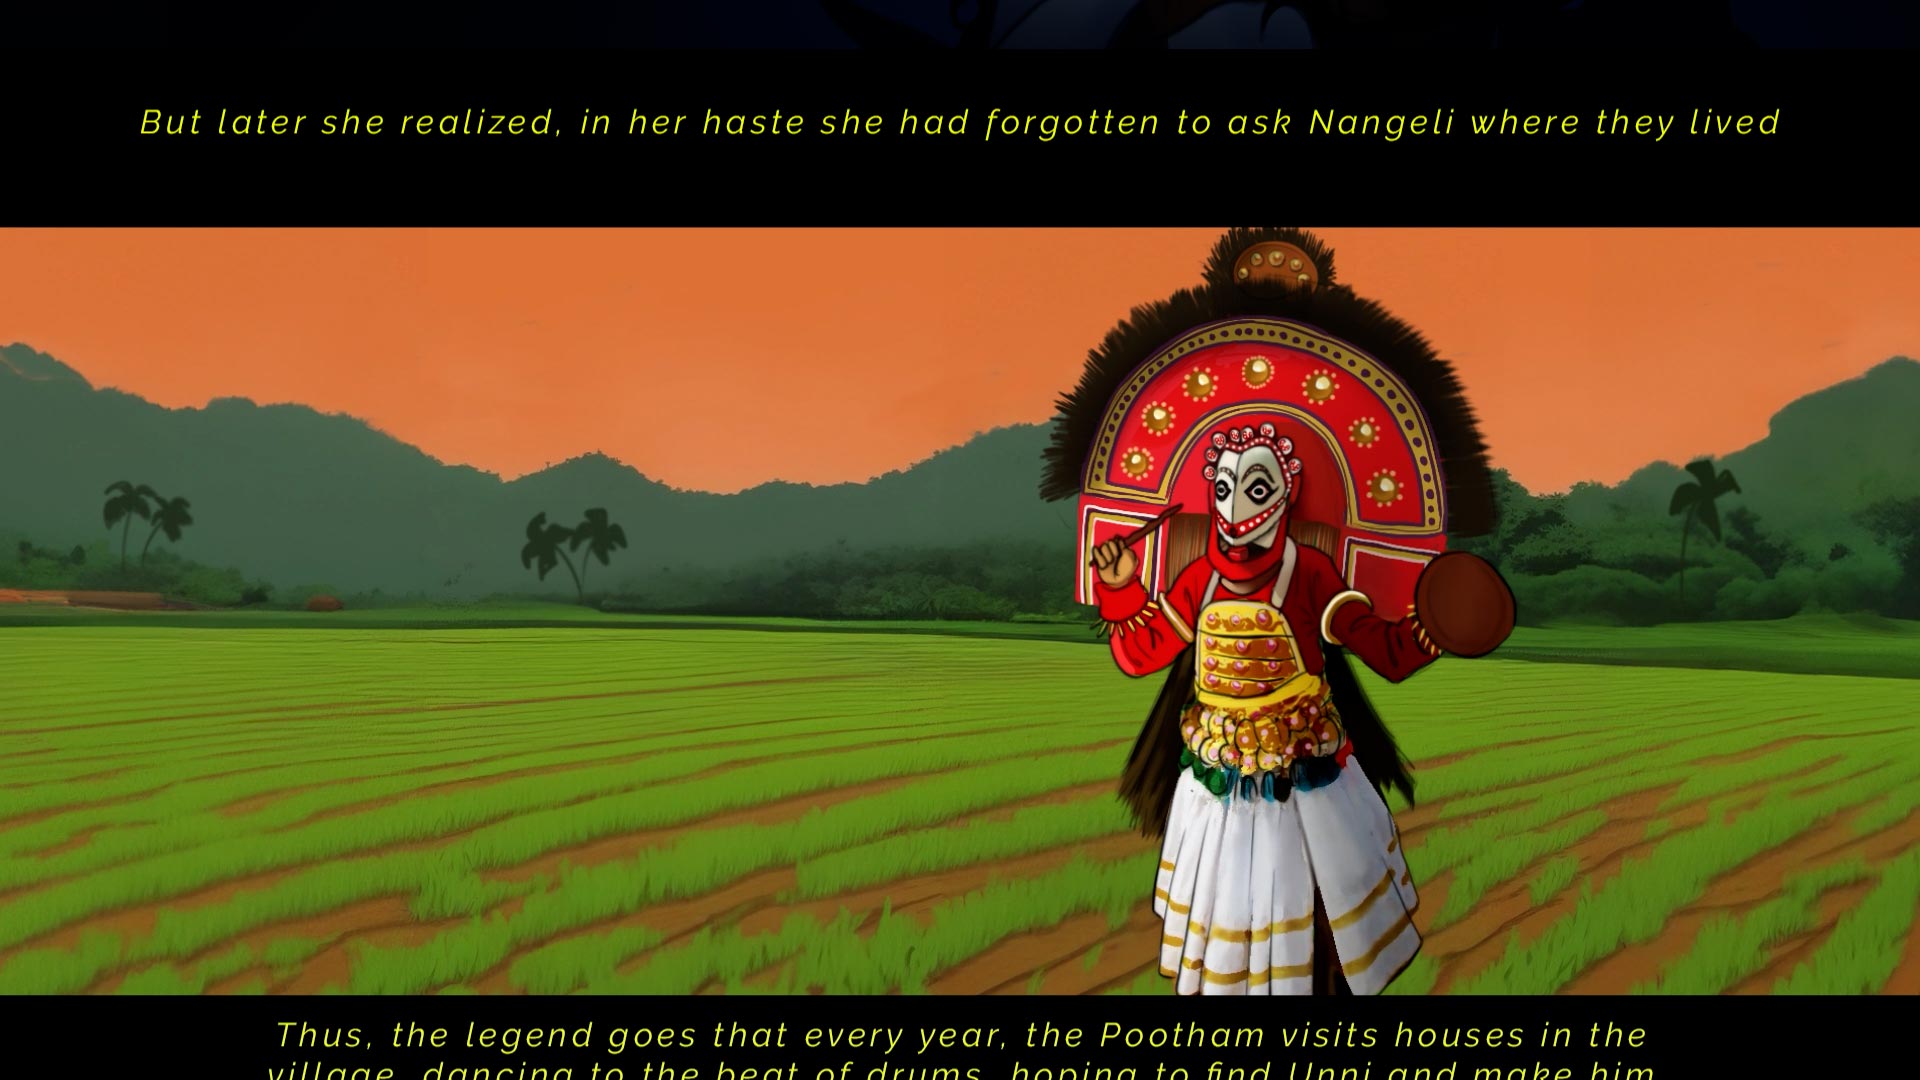 But later she realized, in her haste she had forgotten to ask Nangeli where they lived
Thus, the legend goes that every year, the Pootham visits houses in the
village, dancing to the beat of drums, hoping to find Unni and make him